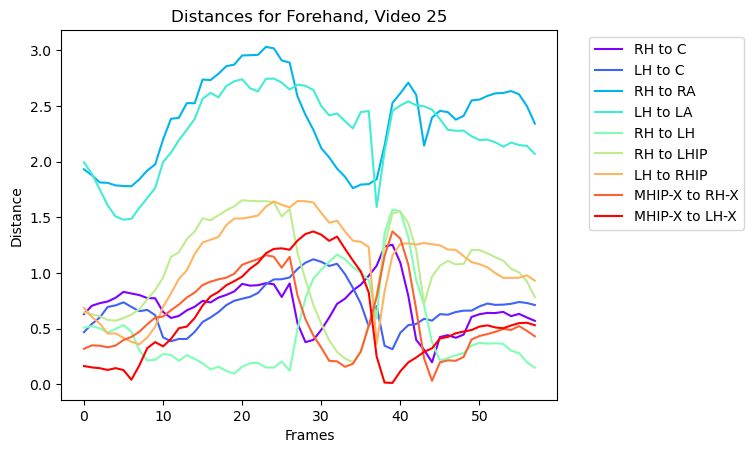 Distances for Forehand, Video 25
3.0
2.5
2.0
1.5
1.0
0.5
0.0
Distance
0
10
20
30
40
50
Frames
RH to C
LH to C
RH to RA
LH to LA
RH to LH
RH to LHIP
LH to RHIP
MHIP-X to RH-X
MHIP-X to LH-X